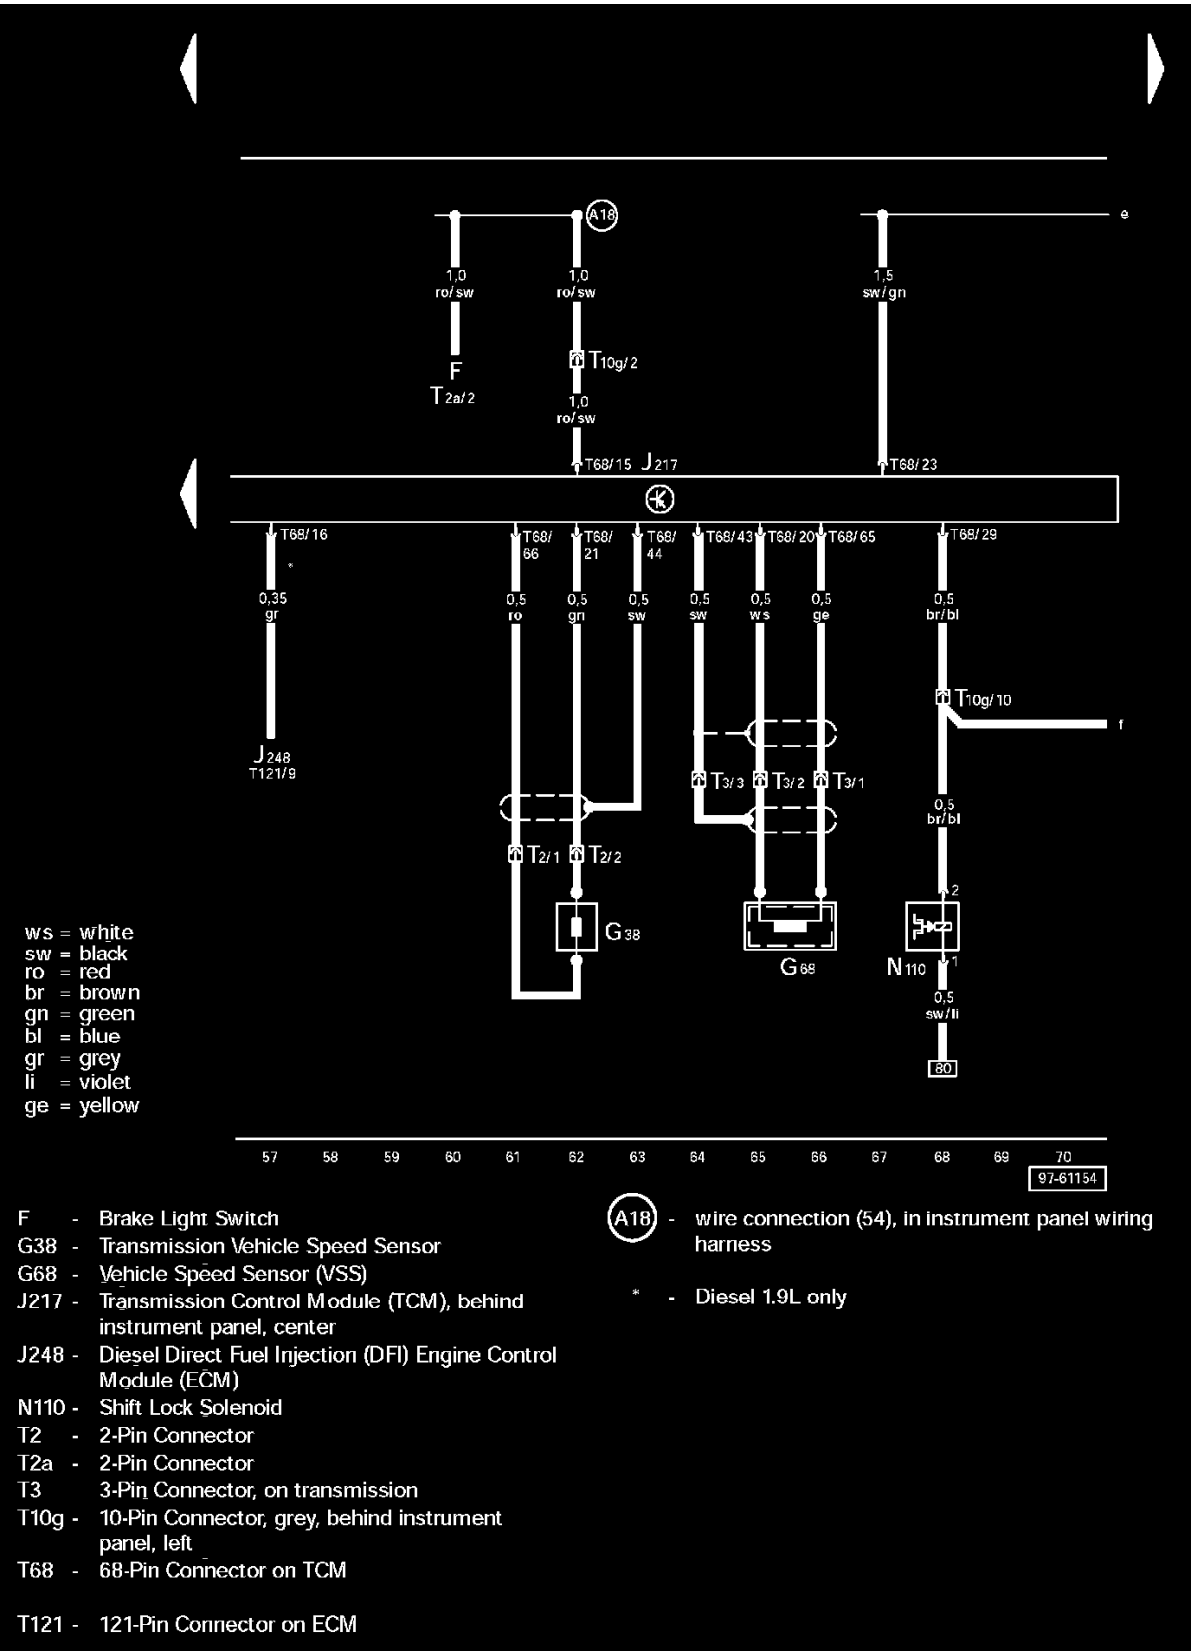 A18
e
1,0
ro/sw
1,0
ro/sw
1,5
sw/gn
F
T2a/2
T10g/2
1,0
ro/sw
T68/15
J217
T68/23
T68/16
T68/66
T68/21
T68/44
T68/43
T68/20
T68/65
T68/29
*
0,35
gr
0,5
ro
0,5
gn
0,5
sw
0,5
sw
0,5
ws
0,5
ge
0,5
br/bl
T10g/10
f
J248
T121/9
T3/3
T3/2
T3/1
0,5
br/bl
T2/1
T2/2
2
G38
G68
N110
1
0,5
sw/li
80
ws = white
sw = black
ro = red
br = brown
gn = green
bl = blue
gr = grey
li = violet
ge = yellow
57 58 59 60 61 62 63 64 65 66 67 68 69 70
97-61154
F - Brake Light Switch
G38 - Transmission Vehicle Speed Sensor
G68 - Vehicle Speed Sensor (VSS)
J217 - Transmission Control Module (TCM), behind
instrument panel, center
J248 - Diesel Direct Fuel Injection (DFI) Engine Control
Module (ECM)
N110 - Shift Lock Solenoid
T2 - 2-Pin Connector
T2a - 2-Pin Connector
T3 3-Pin Connector, on transmission
T10g - 10-Pin Connector, grey, behind instrument
panel, left
T68 - 68-Pin Connector on TCM
T121 - 121-Pin Connector on ECM
A18 - wire connection (54), in instrument panel wiring
harness
* - Diesel 1.9L only